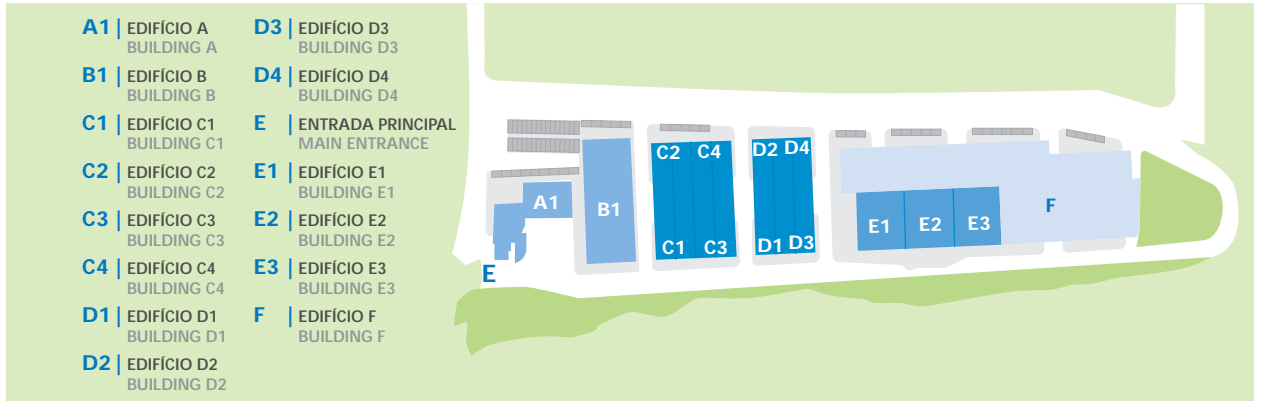 A1 | EDIFÍCIO A
BUILDING A
B1 | EDIFÍCIO B
BUILDING B
C1 | EDIFÍCIO C1
BUILDING C1
C2 | EDIFÍCIO C2
BUILDING C2
C3 | EDIFÍCIO C3
BUILDING C3
C4 | EDIFÍCIO C4
BUILDING C4
D1 | EDIFÍCIO D1
BUILDING D1
D2 | EDIFÍCIO D2
BUILDING D2
D3 | EDIFÍCIO D3
BUILDING D3
D4 | EDIFÍCIO D4
BUILDING D4
E | ENTRADA PRINCIPAL
MAIN ENTRANCE
E1 | EDIFÍCIO E1
BUILDING E1
E2 | EDIFÍCIO E2
BUILDING E2
E3 | EDIFÍCIO E3
BUILDING E3
F | EDIFÍCIO F
BUILDING F
C2 C4 D2 D4
A1 B1 E1 E2 E3 F
C1 C3 D1 D3
E